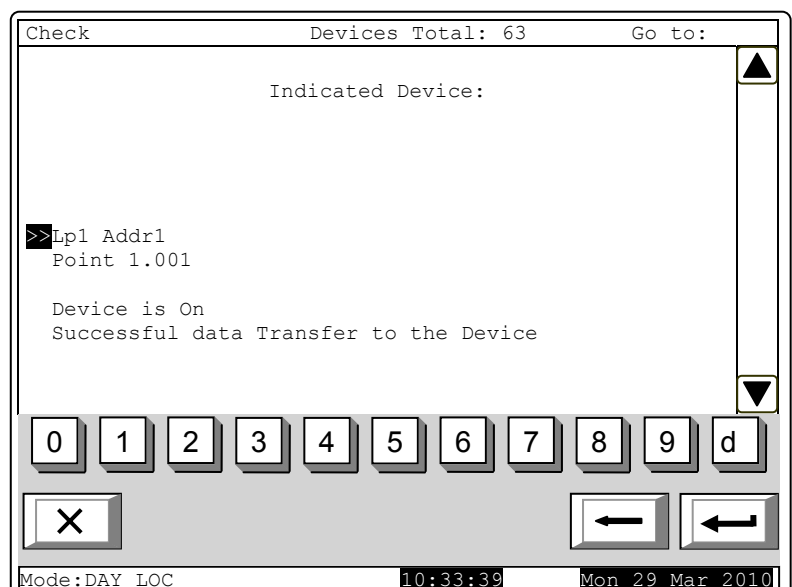 Check Devices Total: 63 Go to:
Indicated Device:
>>Lp1 Addr1
Point 1.001
Device is On
Successful data Transfer to the Device
0 1 2 3 4 5 6 7 8 9 d
Mode:DAY LOC 10:33:39 Mon 29 Mar 2010